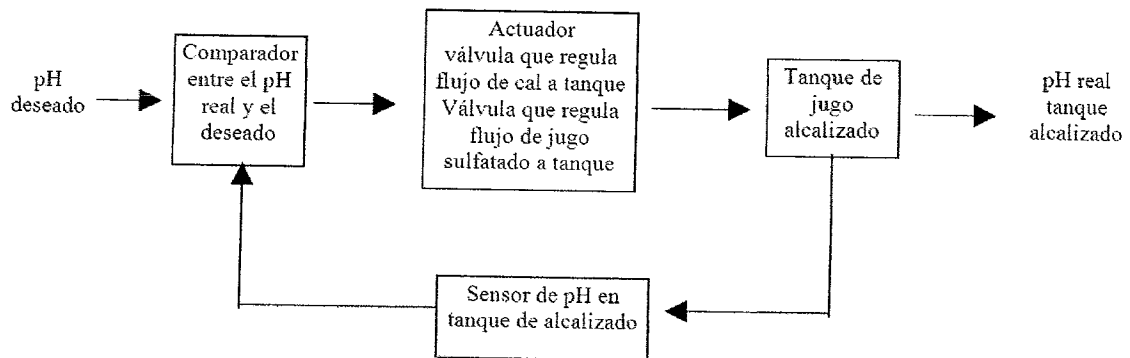 pH
deseado
Comparador
entre el pH
real y el
deseado
Actuador
válvula que regula
flujo de cal a tanque
Válvula que regula
flujo de jugo
sulfatado a tanque
Tanque de
jugo
alcalizado
pH real
tanque
alcalizado
Sensor de pH en
tanque de alcalizado